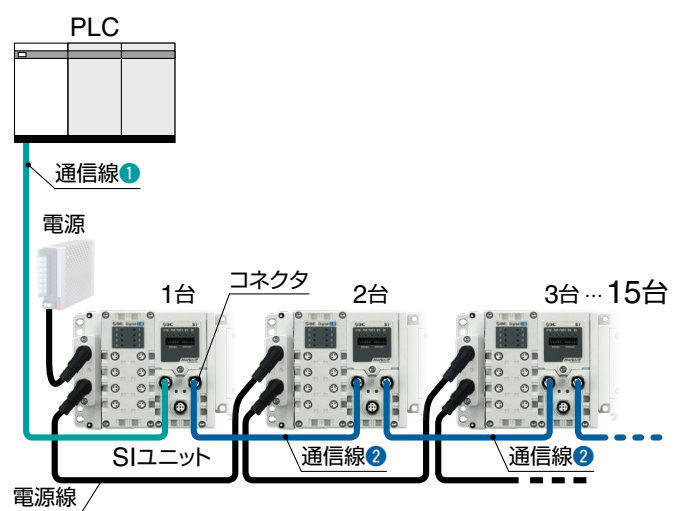 PLC
通信線❶
電源
コネクタ
1台
2台
3台…15台
SIユニット
通信線❷
通信線❷
電源線